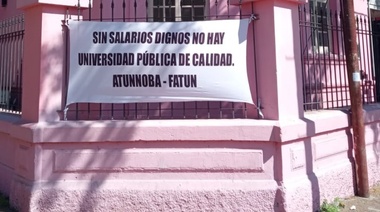 SIN SALARIOS DIGNOS NO HAY
UNIVERSIDAD PÚBLICA DE CALIDAD.
ATUNNOBA - FATUN